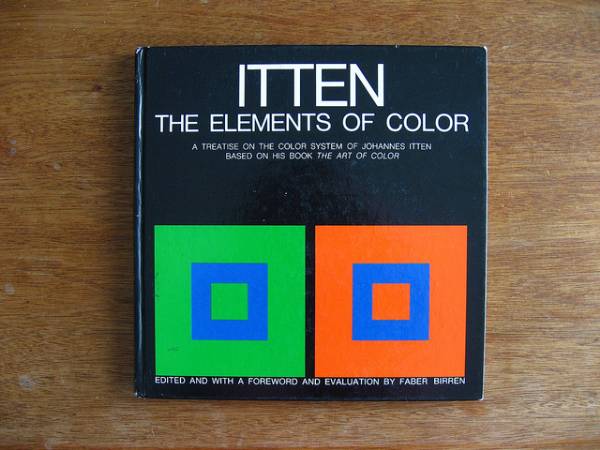 ITTEN
THE ELEMENTS OF COLOR
A TREATISE ON THE COLOR SYSTEM OF JOHANNES ITTEN
BASED ON HIS BOOK THE ART OF COLOR
EDITED AND WITH A FOREWORD AND EVALUATION BY FABER BIRREN